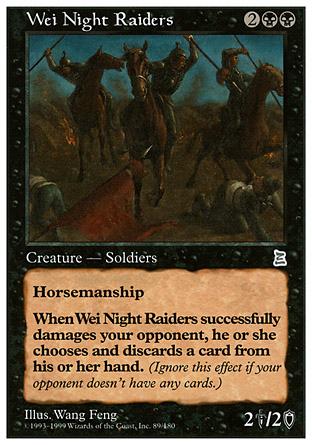 Wei Night Raiders 2
Creature — Soldiers
Horsemanship
When Wei Night Raiders successfully
damages your opponent, he or she
chooses and discards a card from
his or her hand. (Ignore this effect if your
opponent doesn't have any cards.)
Illus. Wang Feng
©1993-1999 Wizards of the Coast, Inc. 89/180
2/2